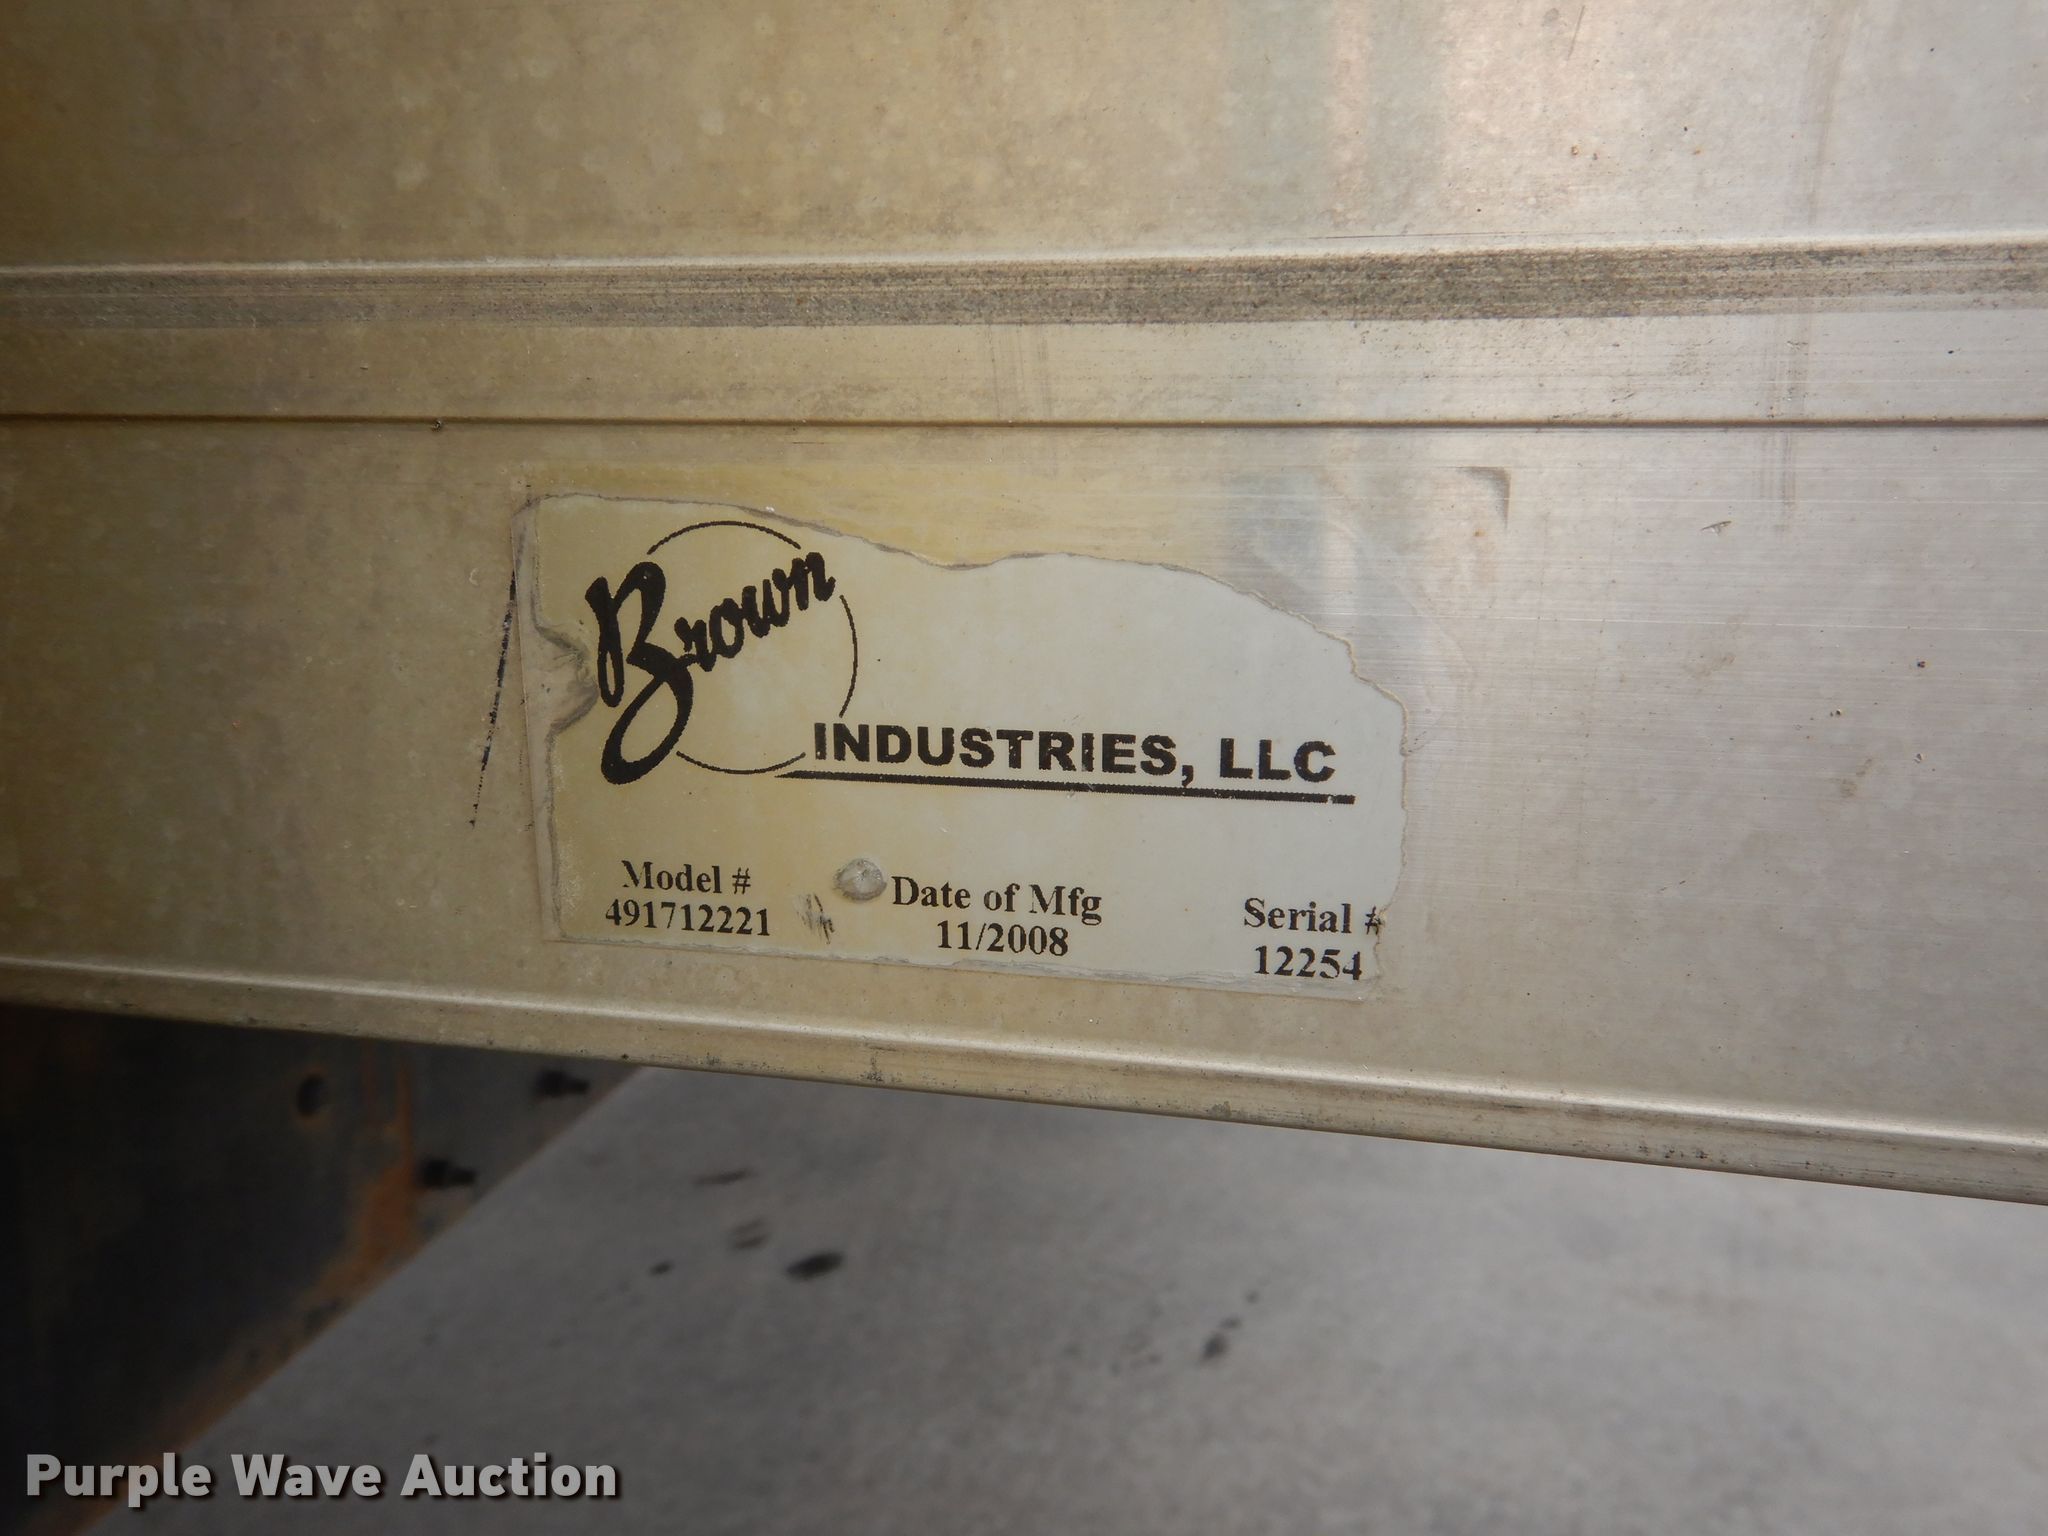 Brown
INDUSTRIES, LLC
Model # Date of Mfg Serial #
491712221 11/2008 12254
Purple Wave Auction